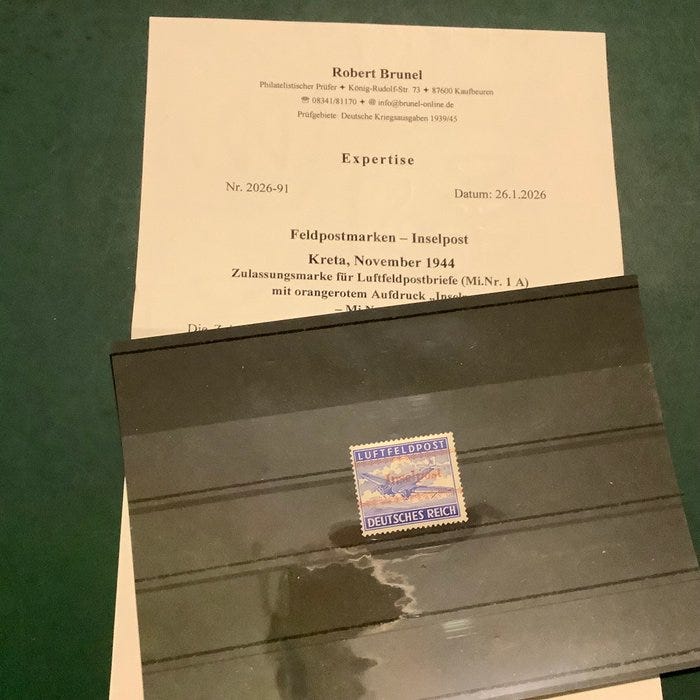 Robert Brunel
Philatelistischer Prüfer ✦ König-Rudolf-Str. 73 ✦ 87600 Kaufbeuren
☎ 08341/81170 ✦ @ info@brunel-online.de
Prüfgebiete: Deutsche Kriegsausgaben 1939/45
Expertise
Nr. 2026-91
Datum: 26.1.2026
Feldpostmarken – Inselpost
Kreta, November 1944
Zulassungsmarke für Luftfeldpostbriefe (Mi.Nr. 1 A)
mit orangerotem Aufdruck
Die
LUFTFELDPOST
Inselpost
DEUTSCHES REICH